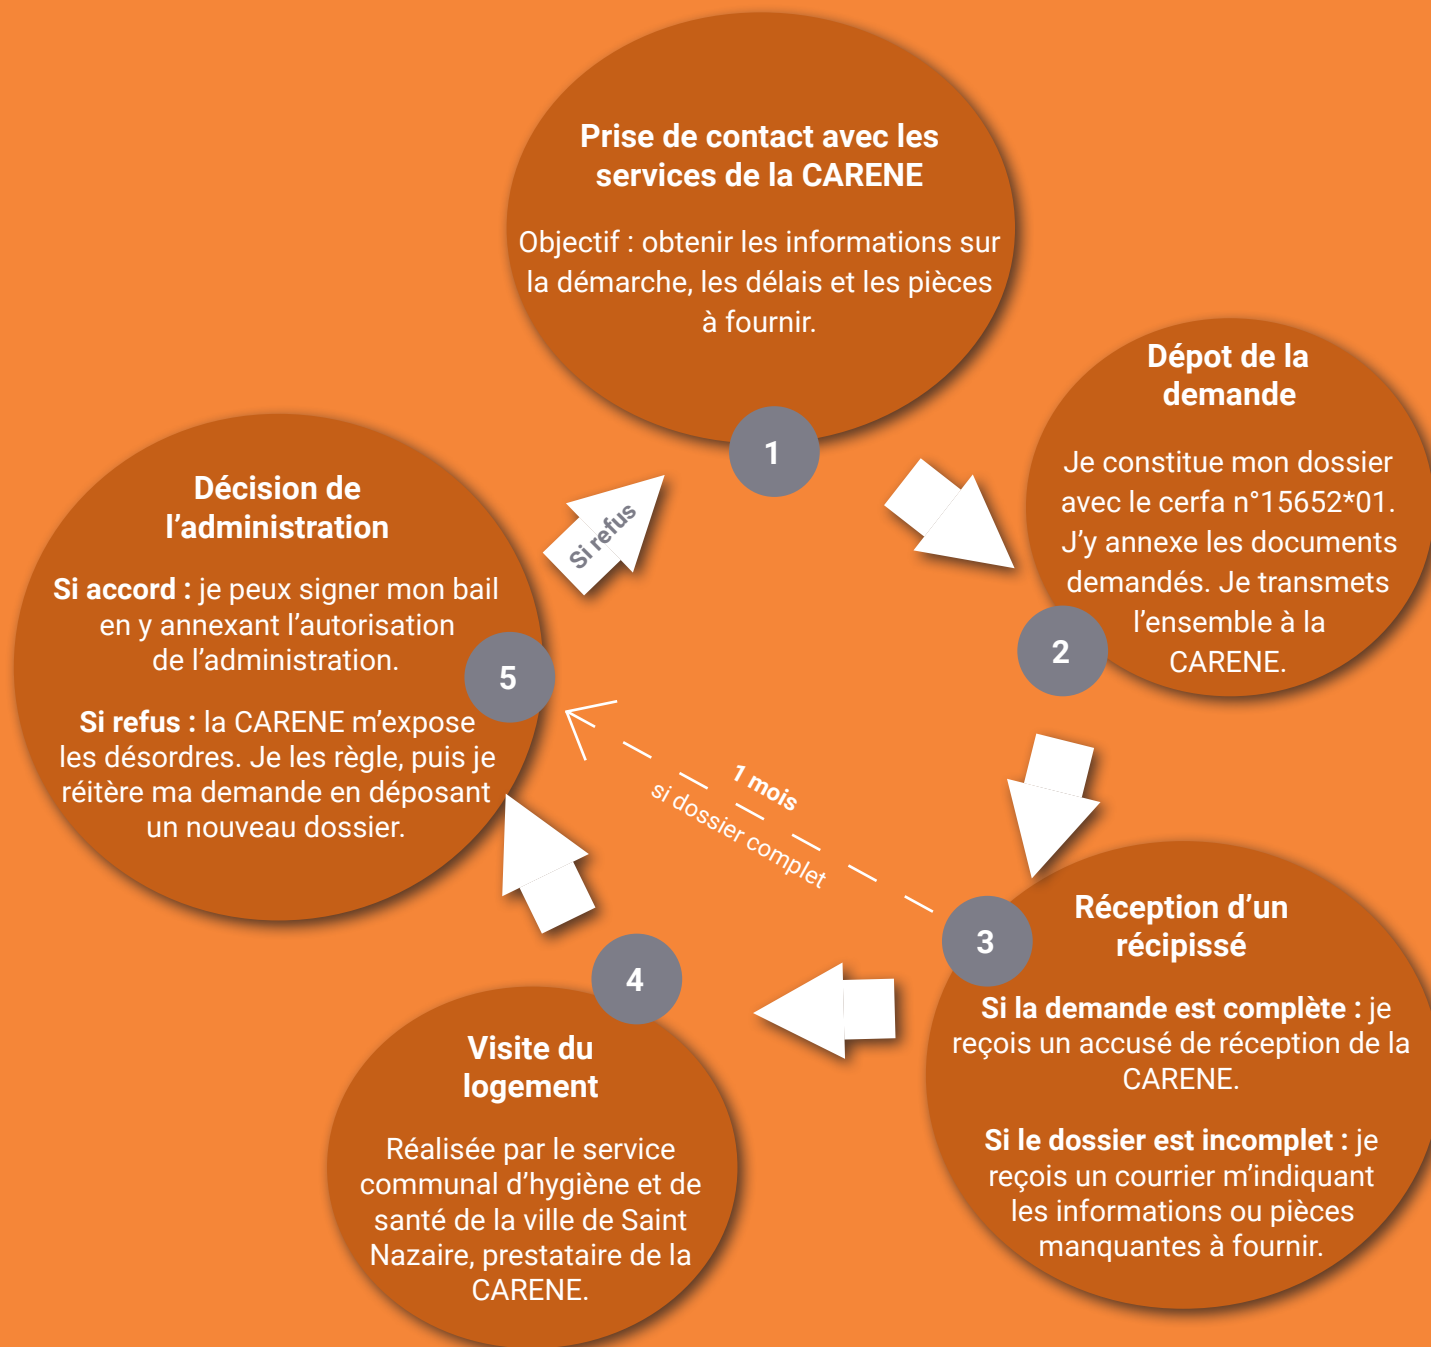 Prise de contact avec les
services de la CARENE
Objectif : obtenir les informations sur
la démarche, les délais et les pièces
à fournir.
1
Dépot de la
demande
Je constitue mon dossier
avec le cerfa n°15652*01.
J’y annexe les documents
demandés. Je transmets
l’ensemble à la
CARENE.
2
Réception d’un
récipissé
Si la demande est complète : je
reçois un accusé de réception de la
CARENE.
Si le dossier est incomplet : je
reçois un courrier m’indiquant
les informations ou pièces
manquantes à fournir.
3
1 mois
si dossier complet
4
Visite du
logement
Réalisée par le service
communal d’hygiène et de
santé de la ville de Saint
Nazaire, prestataire de la
CARENE.
Décision de
l’administration
Si accord : je peux signer mon bail
en y annexant l’autorisation
de l’administration.
5
Si refus : la CARENE m’expose
les désordres. Je les règle, puis je
réitère ma demande en déposant
un nouveau dossier.
Si refus